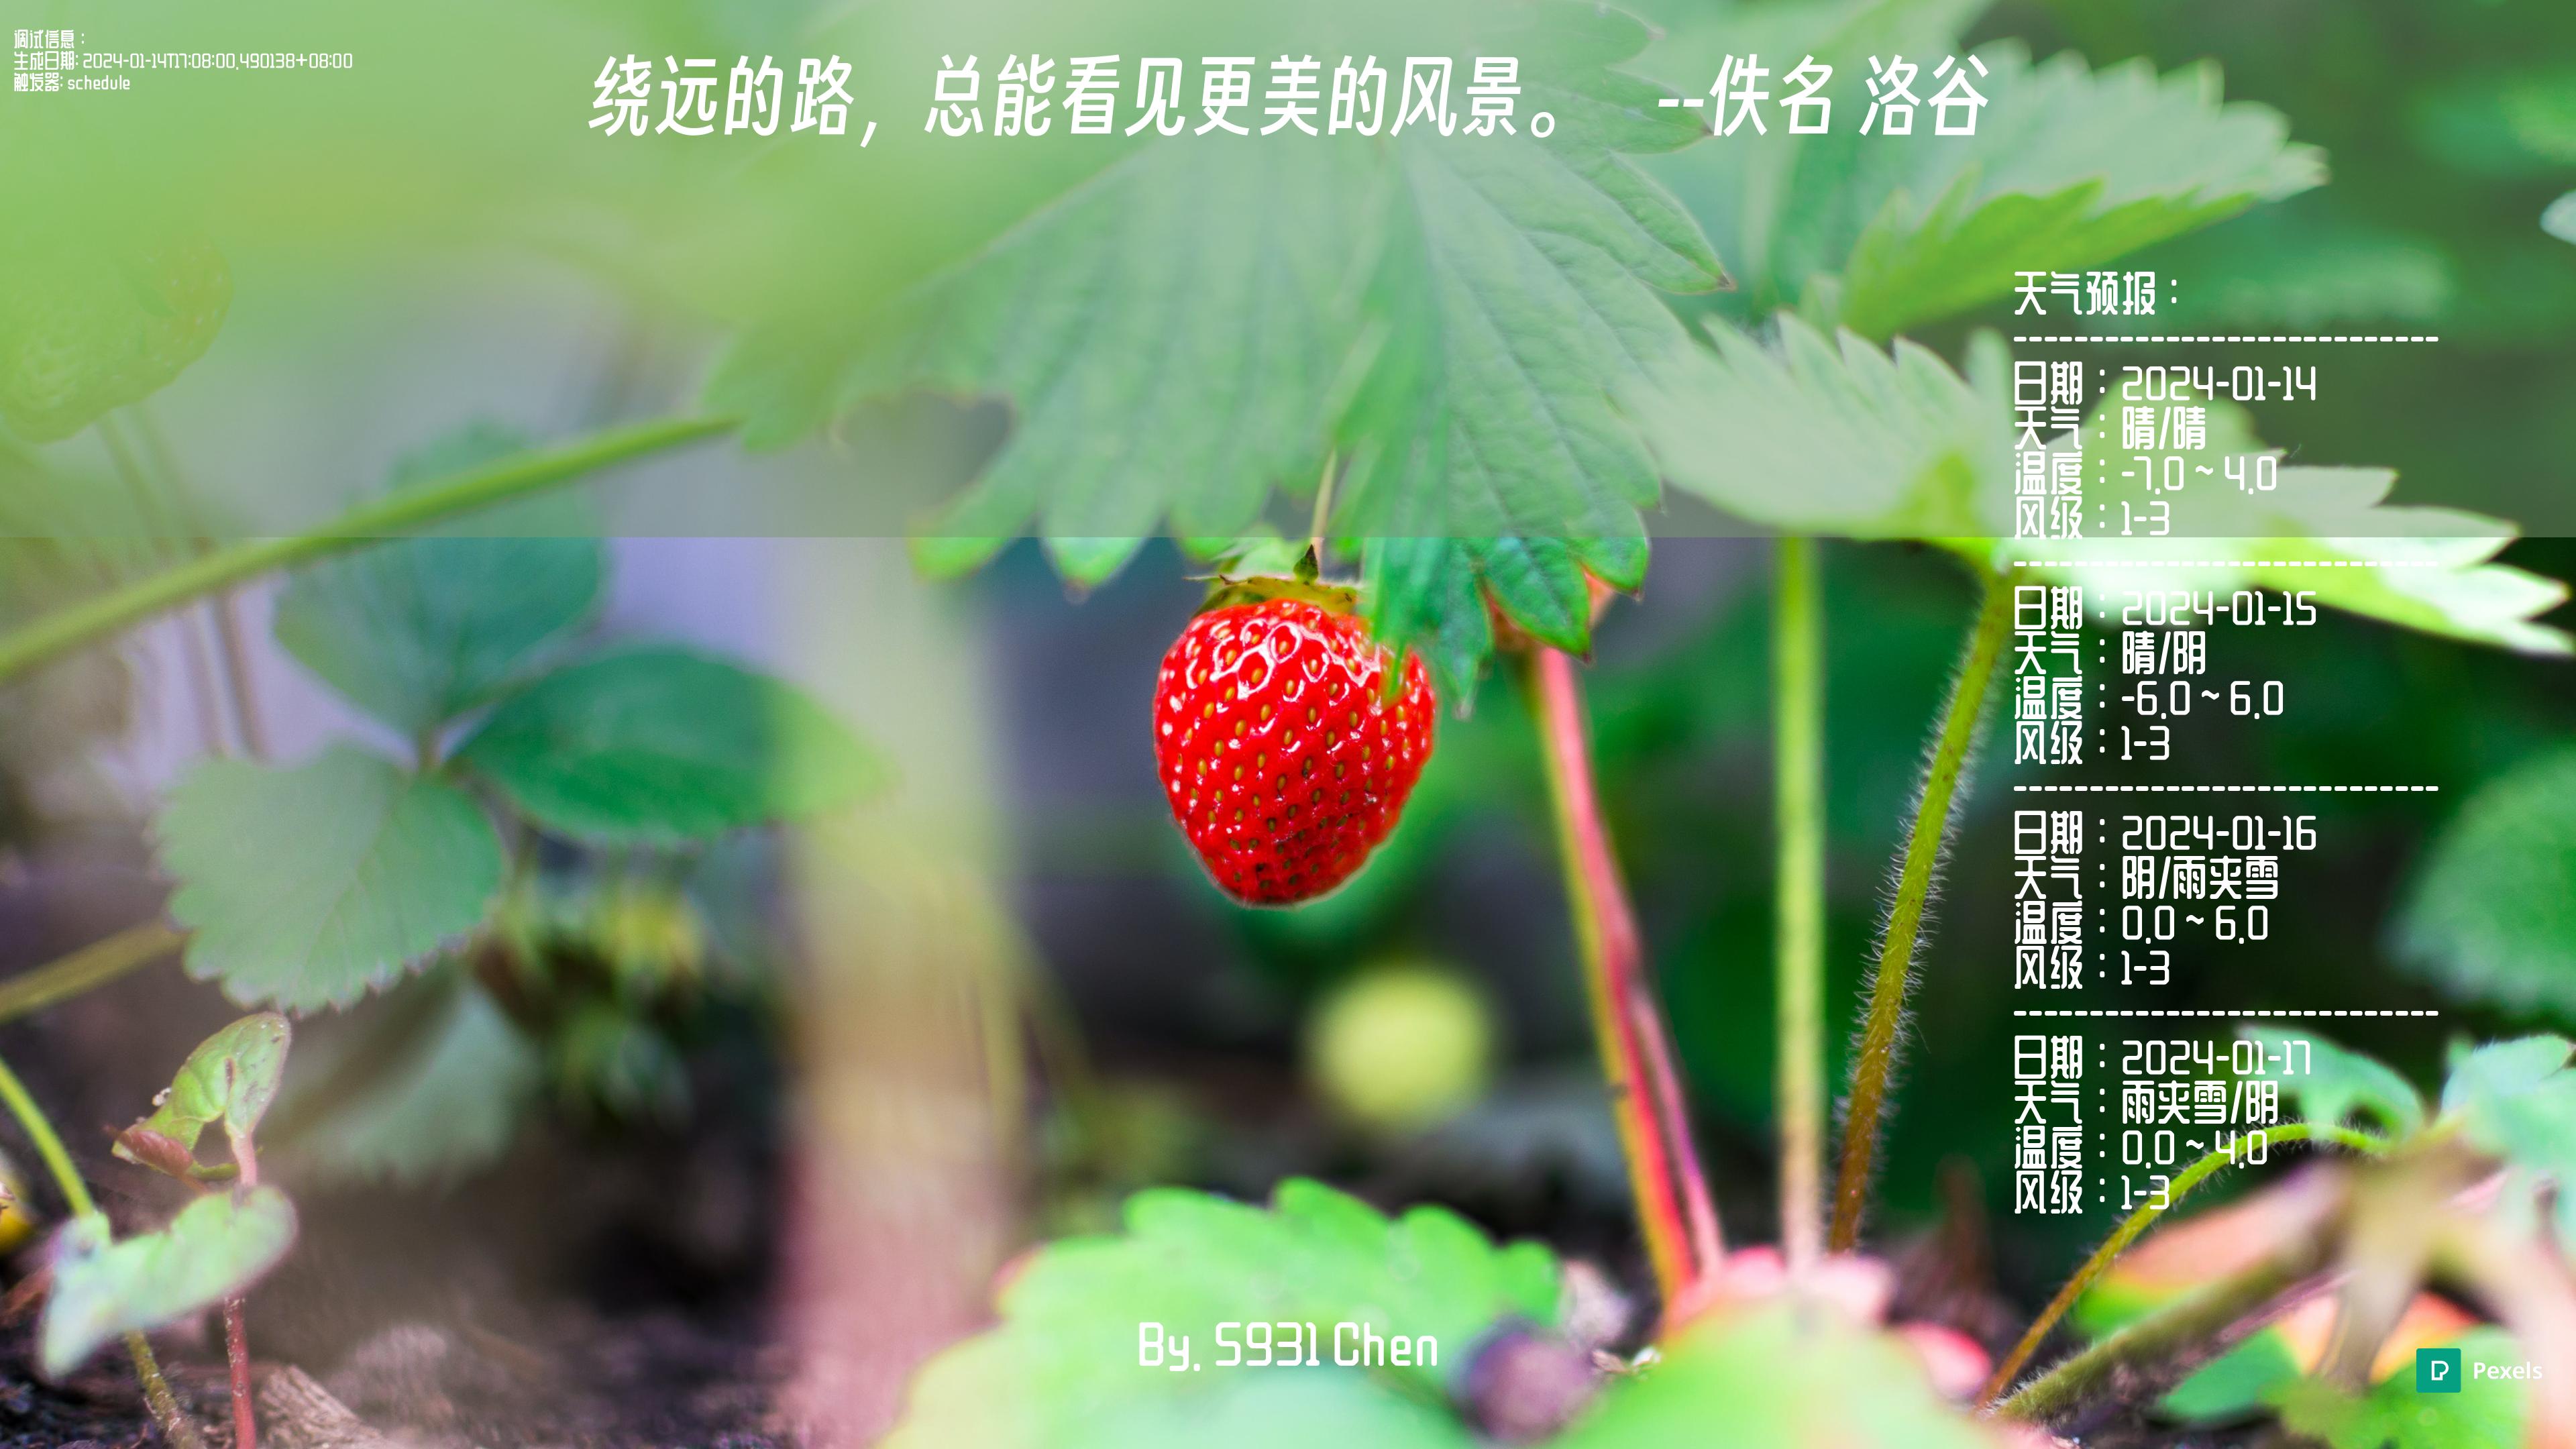 调试信息：
生成日期: 2024-01-14T17:08:00.490138+08:00
触发器: schedule
绕远的路，总能看见更美的风景。 --佚名 洛谷
天气预报：
----------------------------
日期：2024-01-14
天气：晴/晴
温度：-7.0 ~ 4.0
风级：1-3
----------------------------
日期：2024-01-15
天气：晴/阴
温度：-6.0 ~ 6.0
风级：1-3
----------------------------
日期：2024-01-16
天气：阴/雨夹雪
温度：0.0 ~ 6.0
风级：1-3
----------------------------
日期：2024-01-17
天气：雨夹雪/阴
温度：0.0 ~ 4.0
风级：1-3
By. S931 Chen
Pexels